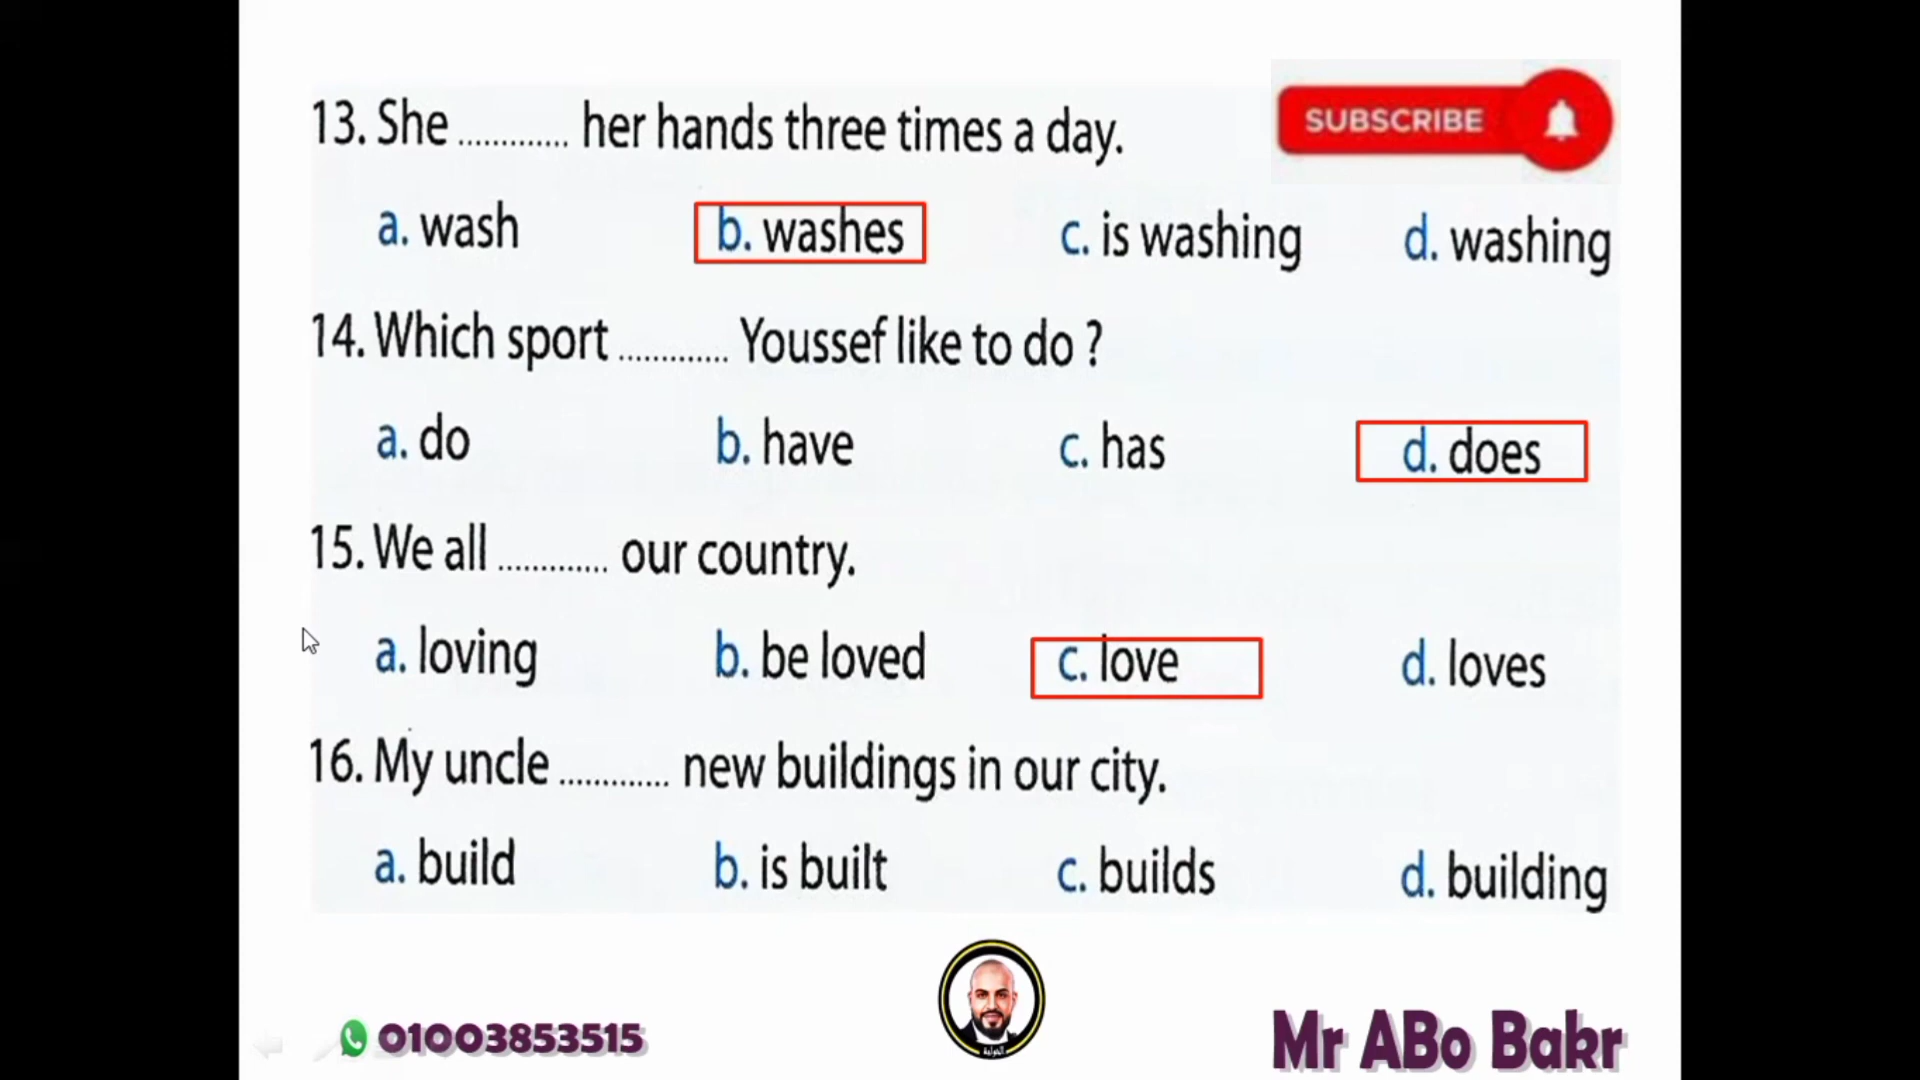 13. She ............. her hands three times a day.
SUBSCRIBE
a. wash b. washes c. is washing d. washing
14. Which sport ............. Youssef like to do ?
a. do b. have c. has d. does
15. We all ............. our country.
a. loving b. be loved c. love d. loves
16. My uncle ............. new buildings in our city.
a. build b. is built c. builds d. building
01003853515
Mr ABo Bakr